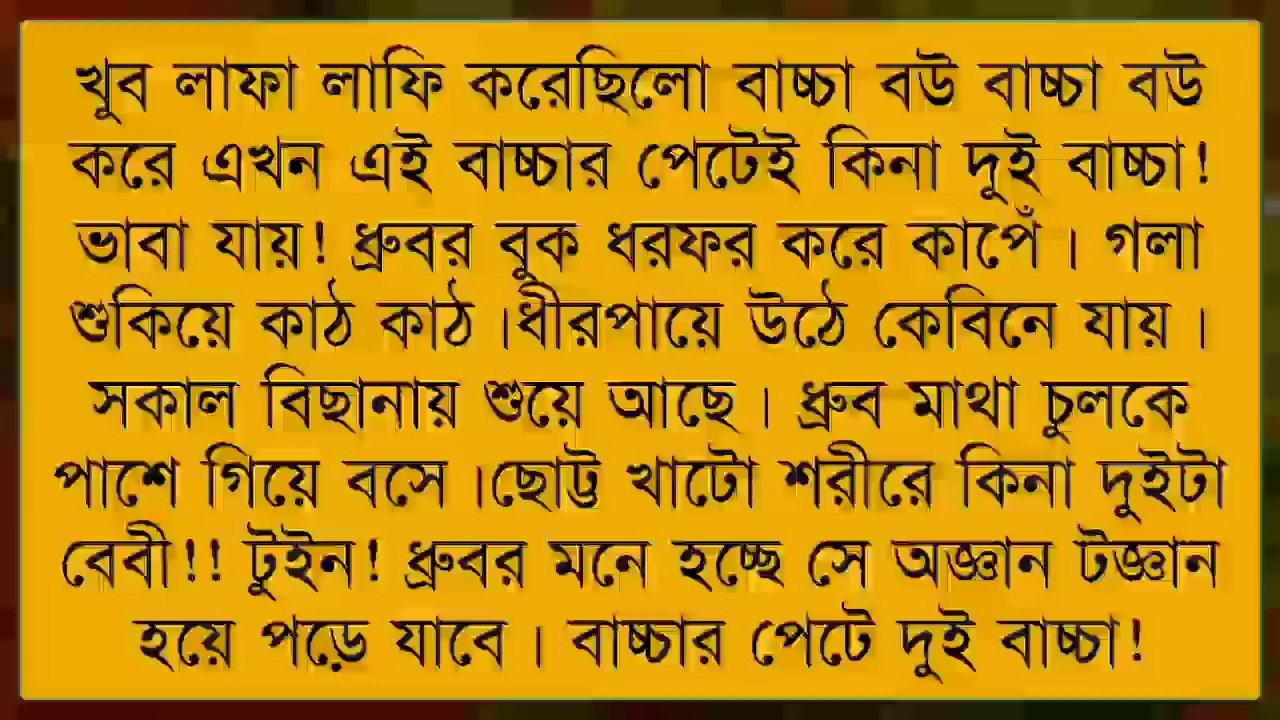 খুব লাফা লাফি করেছিলো বাচ্চা বউ বাচ্চা বউ
করে এখন এই বাচ্চার পেটেই কিনা দূই বাচ্চা!
ভাবা যায়! ধ্রুবর বূক ধরফর করে কাপেঁ। গলা
শুকিয়ে কাঠ কাঠ।ধীরপায়ে উঠে কেবিনে যায়।
সকাল বিছানায় শুয়ে আছে। ধ্রুব মাথা চুলকে
পাশে গিয়ে বসে।ছোট্ট খাটো শরীরে কিনা দুইটা
বেবী!! টুইন! ধ্রুবর মনে হচ্ছে সে অজ্ঞান টজ্ঞান
হয়ে পড়ে যাবে। বাচ্চার পেটে দুই বাচ্চা!